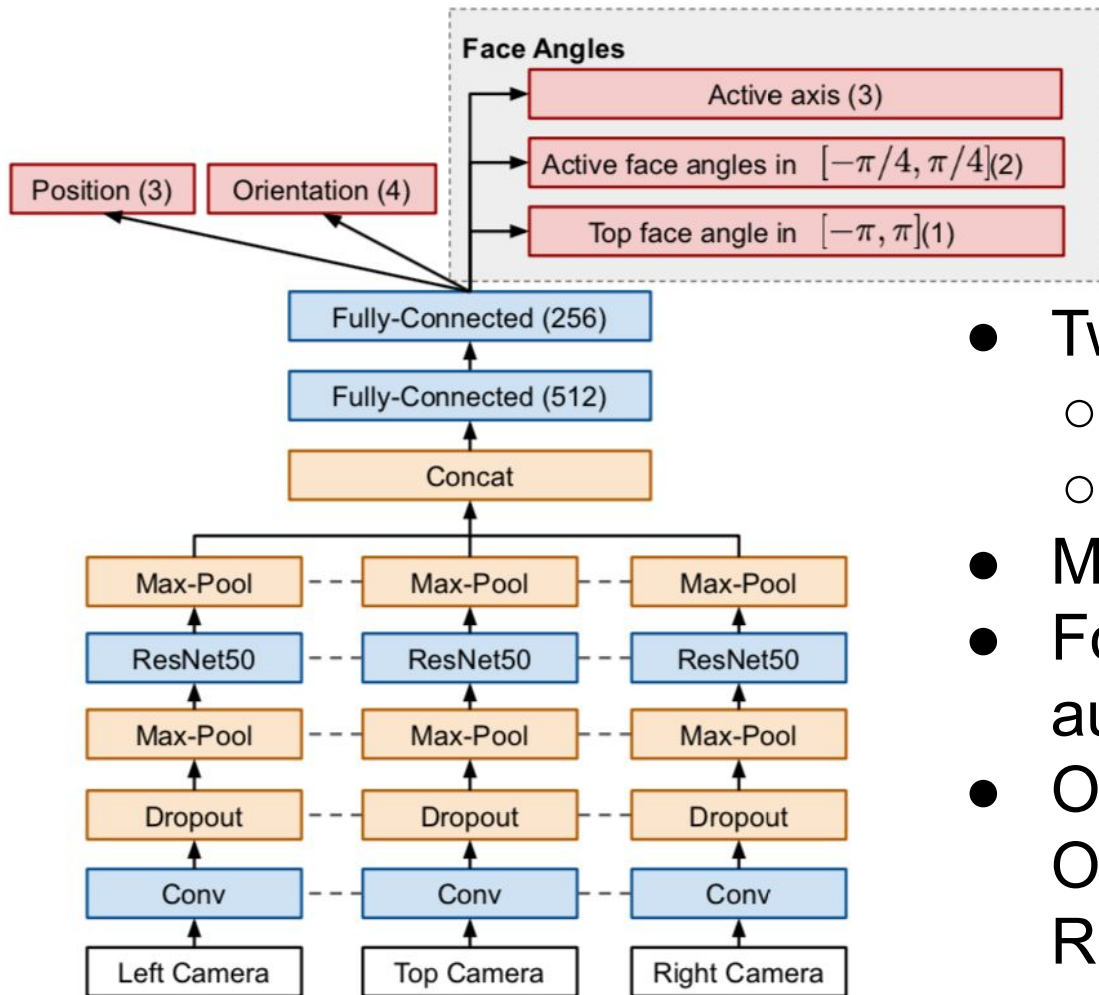 Face Angles
Active axis (3)
Active face angles in [−π/4, π/4](2)
Top face angle in [−π, π](1)
Position (3)
Orientation (4)
Fully-Connected (256)
Fully-Connected (512)
Concat
Max-Pool Max-Pool Max-Pool
ResNet50 ResNet50 ResNet50
Max-Pool Max-Pool Max-Pool
Dropout Dropout Dropout
Conv Conv Conv
Left Camera Top Camera Right Camera